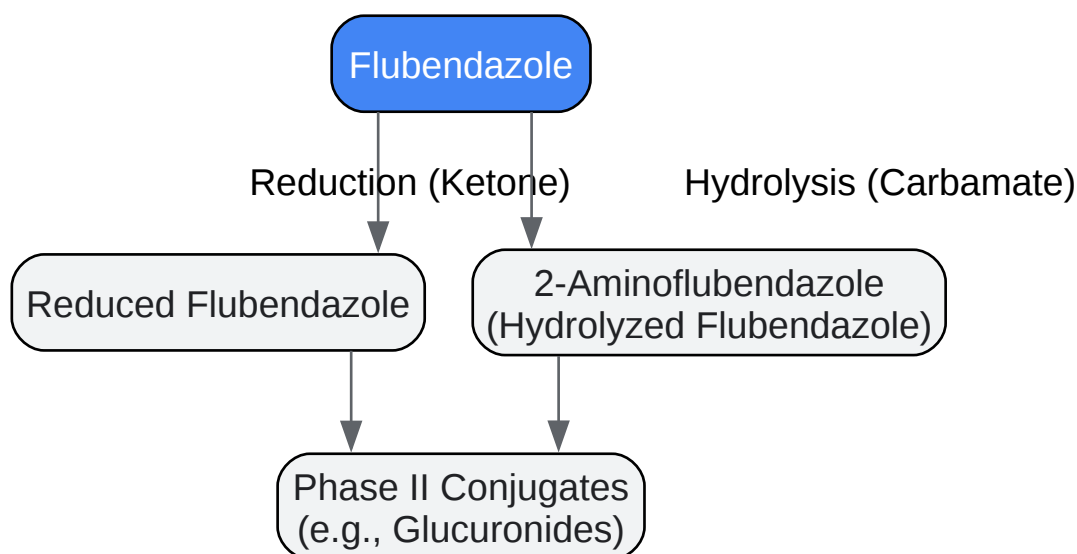 Flubendazole
Reduction (Ketone)
Hydrolysis (Carbamate)
Reduced Flubendazole
2-Aminoflubendazole
(Hydrolyzed Flubendazole)
Phase II Conjugates
(e.g., Glucuronides)